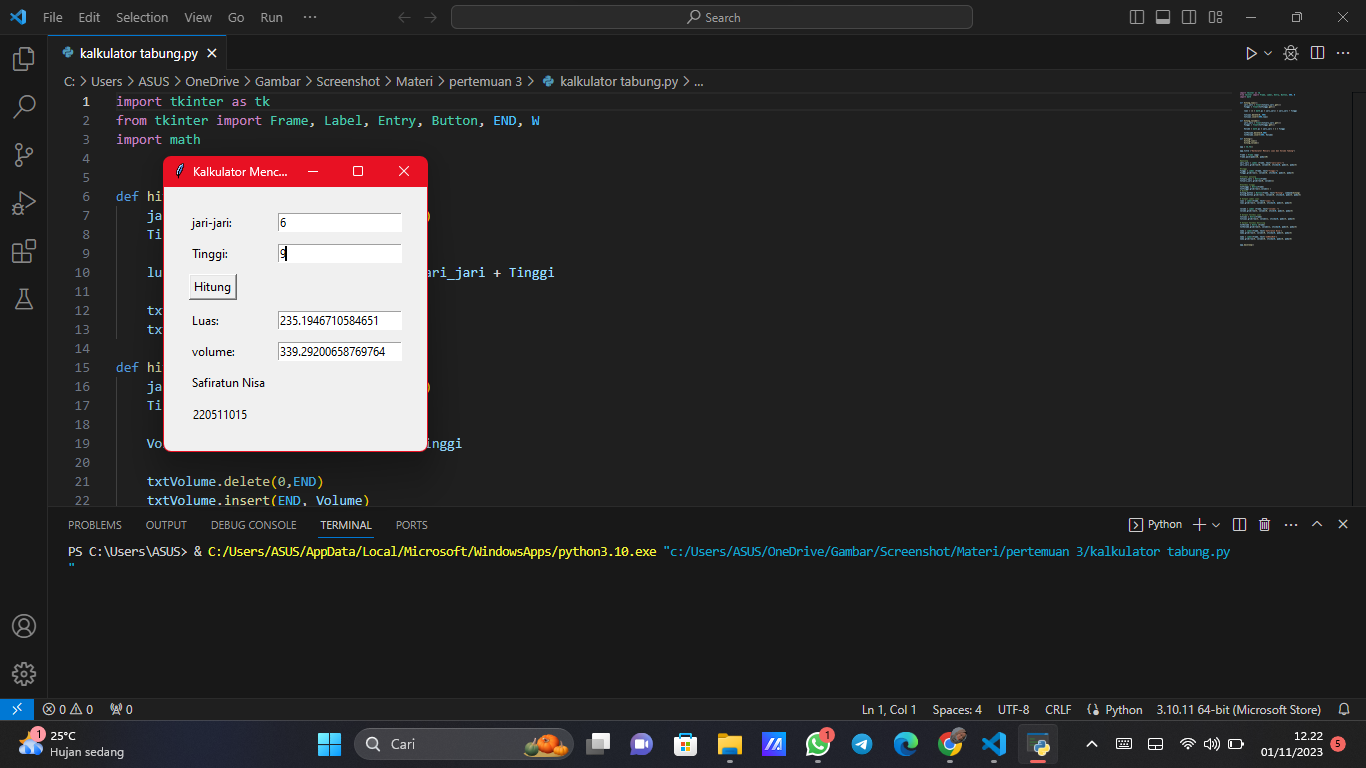 File Edit Selection View Go Run ··· Search
kalkulator tabung.py
C: > Users > ASUS > OneDrive > Gambar > Screenshot > Materi > pertemuan 3 > kalkulator tabung.py > ...
1 import tkinter as tk
2 from tkinter import Frame, Label, Entry, Button, END, W
3 import math
4
5
6 def hi
7 ja )
8 Ti
9
10 lu ari_jari + Tinggi
11
12 tx
13 tx
14
15 def hi
16 ja )
17 Ti
18
19 Vo inggi
20
21 txtVolume.delete(0,END)
22 txtVolume.insert(END, Volume)
Kalkulator Menc...
jari-jari: 6
Tinggi: 9
Hitung
Luas: 235.1946710584651
volume: 339.29200658769764
Safiratun Nisa
220511015
PROBLEMS OUTPUT DEBUG CONSOLE TERMINAL PORTS Python
PS C:\Users\ASUS> & C:/Users/ASUS/AppData/Local/Microsoft/WindowsApps/python3.10.exe "c:/Users/ASUS/OneDrive/Gambar/Screenshot/Materi/pertemuan 3/kalkulator tabung.py
"
0 0 0 Ln 1, Col 1 Spaces: 4 UTF-8 CRLF Python 3.10.11 64-bit (Microsoft Store)
1 25°C
Hujan sedang
Cari
1
12.22
01/11/2023
5